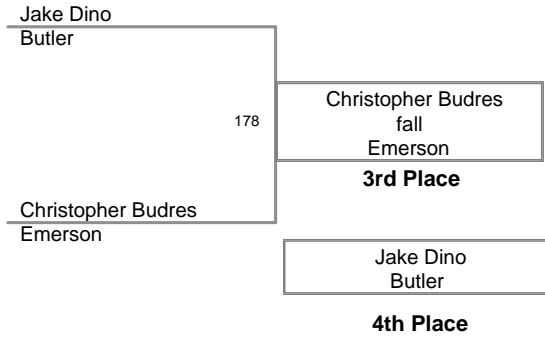 Jake Dino
Butler
178
Christopher Budres
fall
Emerson
3rd Place
Christopher Budres
Emerson
Jake Dino
Butler
4th Place